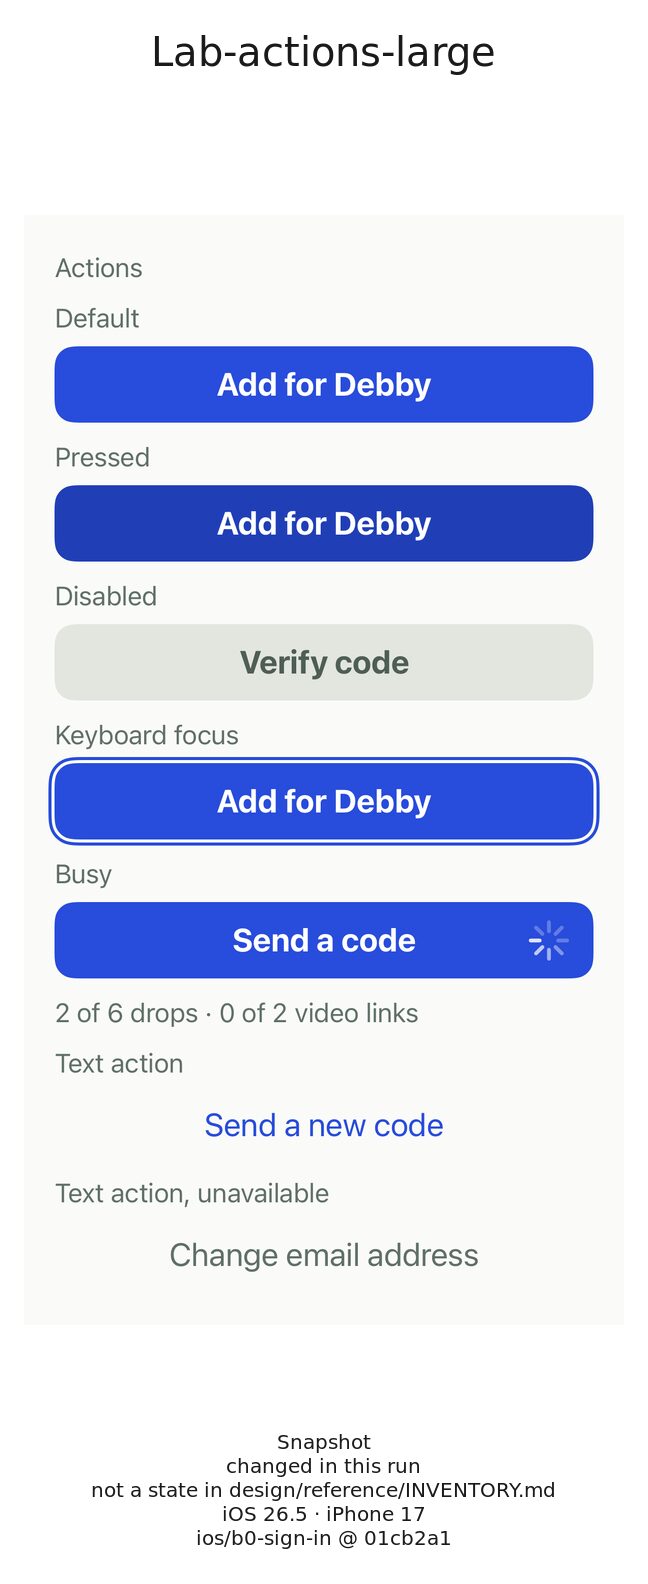 Lab-actions-large
Actions
Default
Add for Debby
Pressed
Add for Debby
Disabled
Verify code
Keyboard focus
Add for Debby
Busy
Send a code
2 of 6 drops · 0 of 2 video links
Text action
Send a new code
Text action, unavailable
Change email address
Snapshot
changed in this run
not a state in design/reference/INVENTORY.md
iOS 26.5 · iPhone 17
ios/b0-sign-in @ 01cb2a1